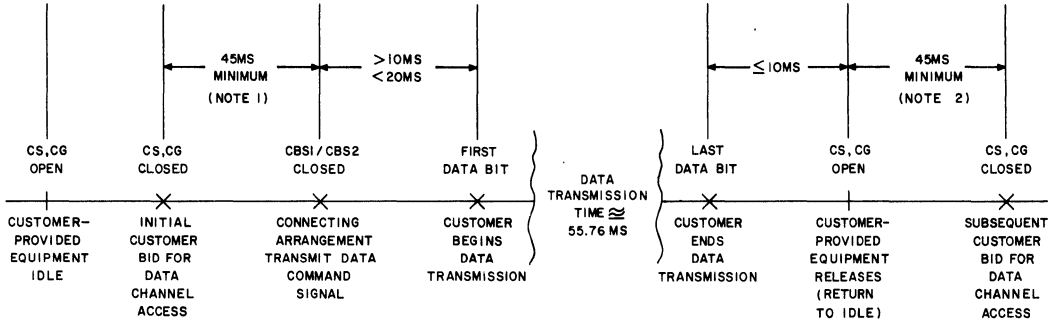 45MS
MINIMUM
(NOTE 1)
>10MS
<20MS
≤10MS
45MS
MINIMUM
(NOTE 2)
CS,CG
OPEN
CS,CG
CLOSED
CBS1/CBS2
CLOSED
FIRST
DATA BIT
DATA
TRANSMISSION
TIME ≅
55.76 MS
LAST
DATA BIT
CS,CG
OPEN
CS,CG
CLOSED
CUSTOMER-
PROVIDED
EQUIPMENT
IDLE
INITIAL
CUSTOMER
BID FOR
DATA
CHANNEL
ACCESS
CONNECTING
ARRANGEMENT
TRANSMIT DATA
COMMAND
SIGNAL
CUSTOMER
BEGINS
DATA
TRANSMISSION
CUSTOMER
ENDS
DATA
TRANSMISSION
CUSTOMER-
PROVIDED
EQUIPMENT
RELEASES
(RETURN
TO IDLE)
SUBSEQUENT
CUSTOMER
BID FOR
DATA
CHANNEL
ACCESS